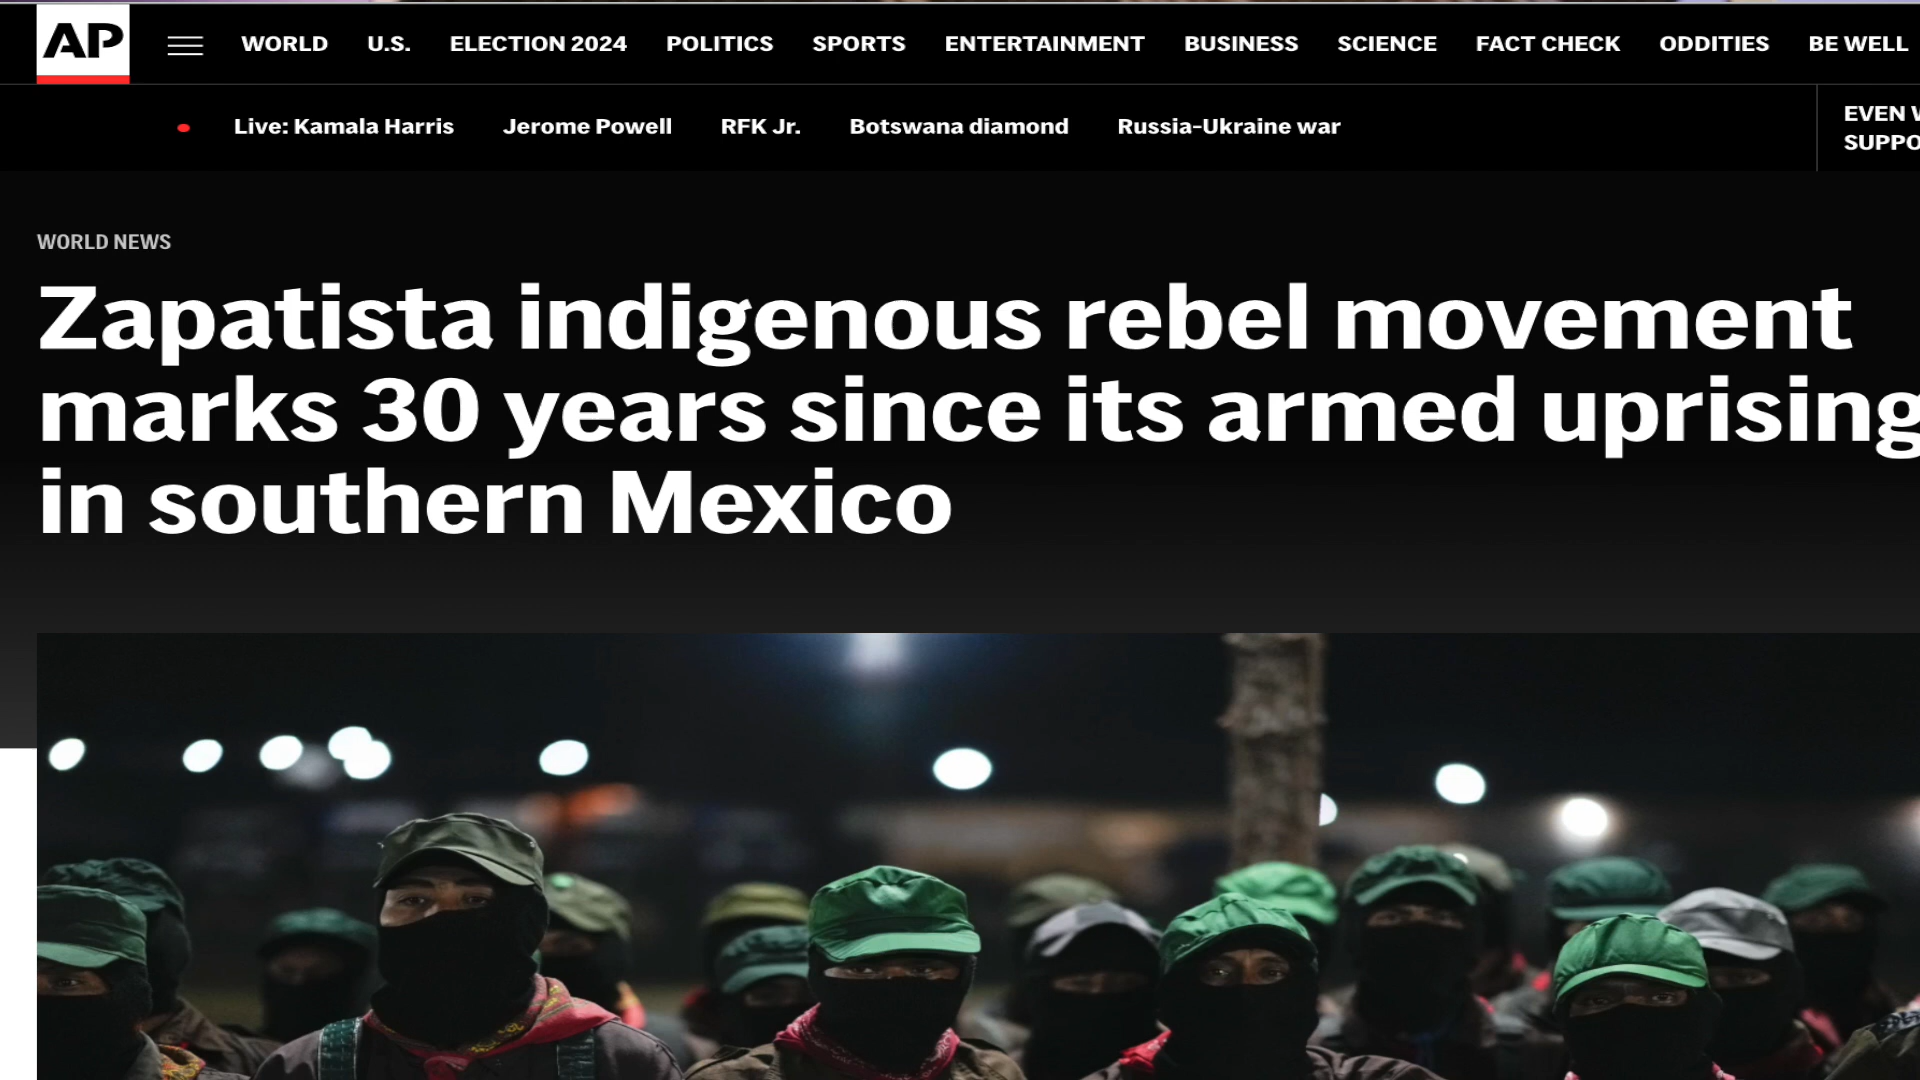 AP
WORLD U.S. ELECTION 2024 POLITICS SPORTS ENTERTAINMENT BUSINESS SCIENCE FACT CHECK ODDITIES BE WELL
Live: Kamala Harris Jerome Powell RFK Jr. Botswana diamond Russia-Ukraine war
EVEN
WORLD NEWS
Zapatista indigenous rebel movement
marks 30 years since its armed uprising
in southern Mexico